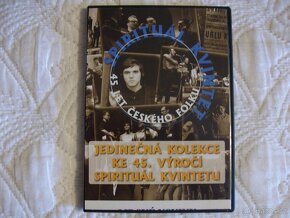 SPIRITUÁL KVINTET
45 LET ČESKÉHO FOLKU
JEDINEČNÁ KOLEKCE
KE 45. VÝROČÍ
SPIRITUÁL KVINTETU